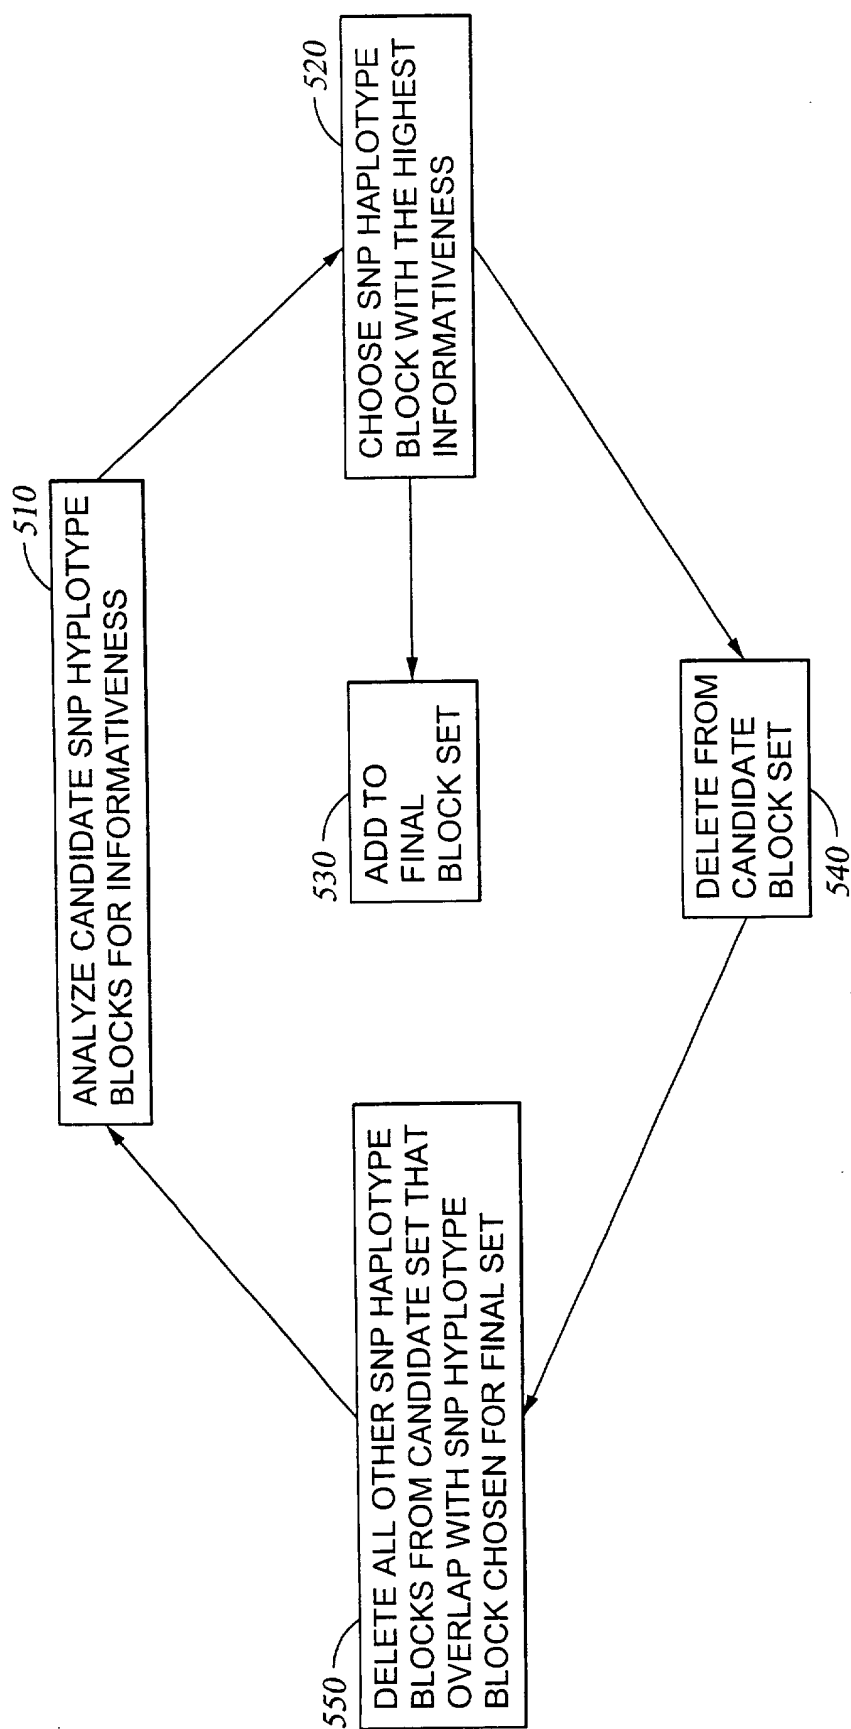 510
ANALYZE CANDIDATE SNP HYPLOTYPE
BLOCKS FOR INFORMATIVENESS
520
CHOOSE SNP HAPLOTYPE
BLOCK WITH THE HIGHEST
INFORMATIVENESS
530
ADD TO
FINAL
BLOCK SET
DELETE FROM
CANDIDATE
BLOCK SET
540
550
DELETE ALL OTHER SNP HAPLOTYPE
BLOCKS FROM CANDIDATE SET THAT
OVERLAP WITH SNP HYPLOTYPE
BLOCK CHOSEN FOR FINAL SET